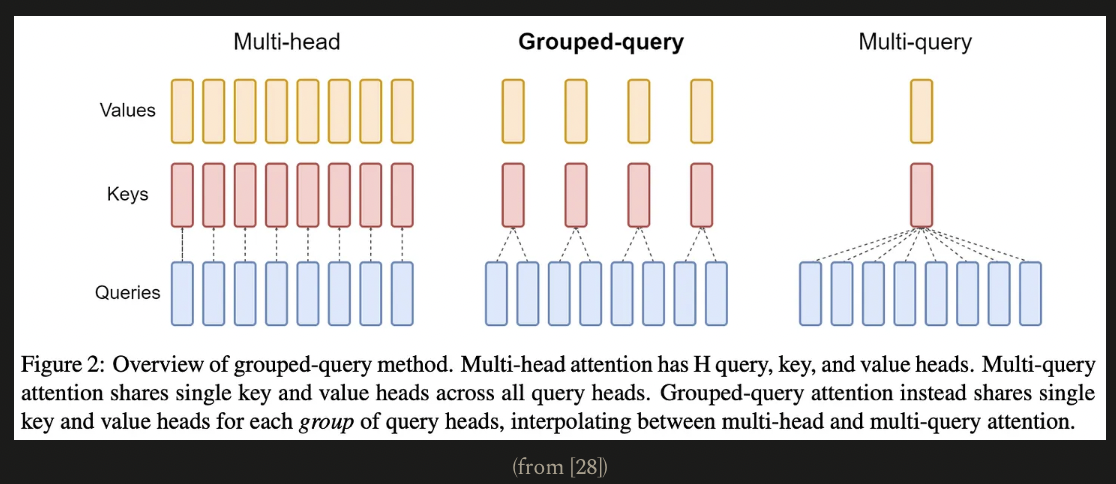 Multi-head
Grouped-query
Multi-query
Values
Keys
Queries
Figure 2: Overview of grouped-query method. Multi-head attention has H query, key, and value heads. Multi-query
attention shares single key and value heads across all query heads. Grouped-query attention instead shares single
key and value heads for each group of query heads, interpolating between multi-head and multi-query attention.
(from [28])